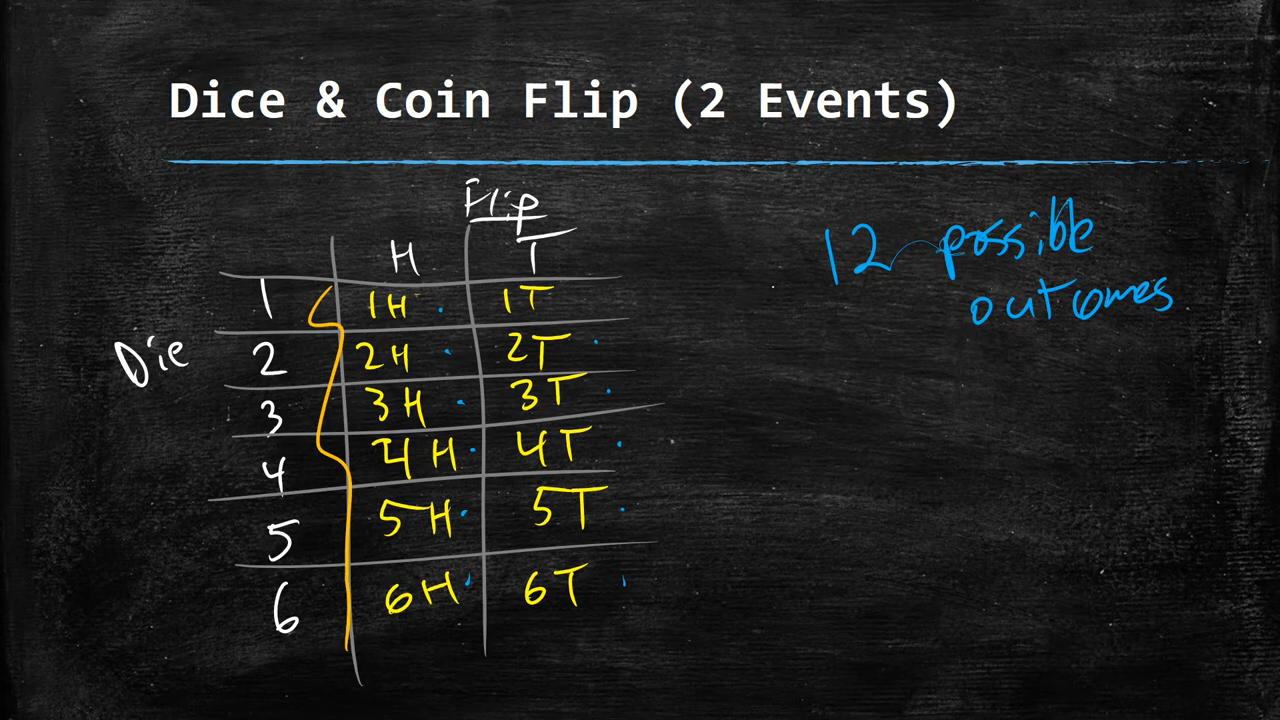 Dice & Coin Flip (2 Events)
Flip
H T
1 1H 1T
Die 2 2H 2T
3 3H 3T
4 4H 4T
5 5H 5T
6 6H 6T
12 possible
outcomes